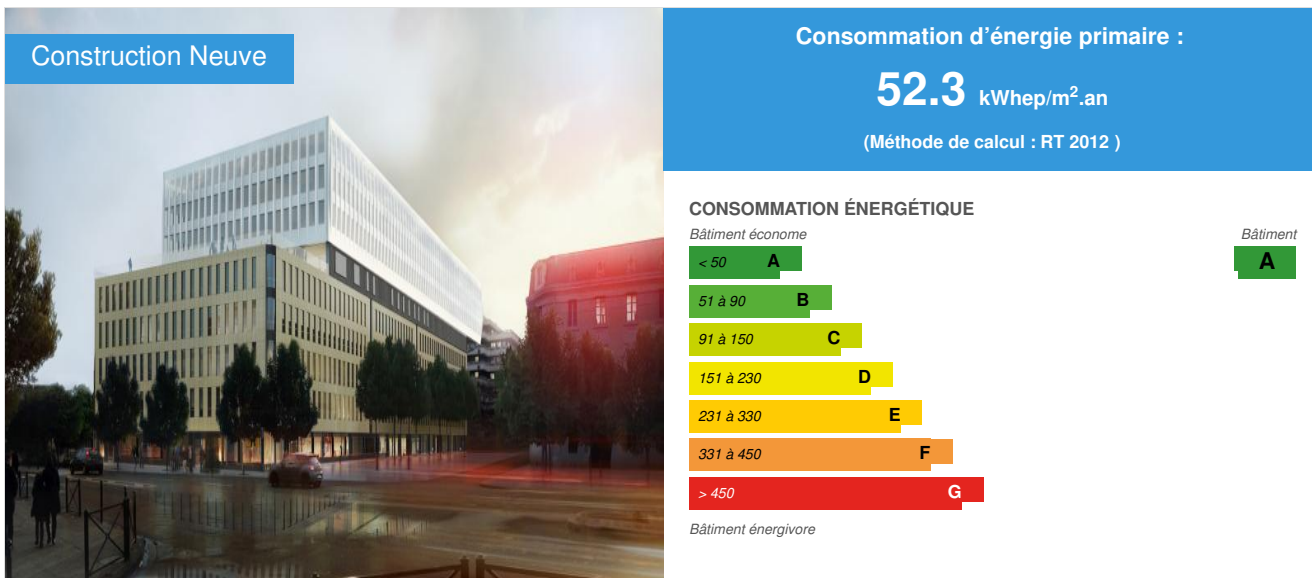 Construction Neuve
Consommation d'énergie primaire :
52.3 kWhep/m².an
(Méthode de calcul : RT 2012 )
CONSOMMATION ÉNERGÉTIQUE
Bâtiment économe
Bâtiment
< 50 A
A
51 à 90 B
91 à 150 C
151 à 230 D
231 à 330 E
331 à 450 F
> 450 G
Bâtiment énergivore